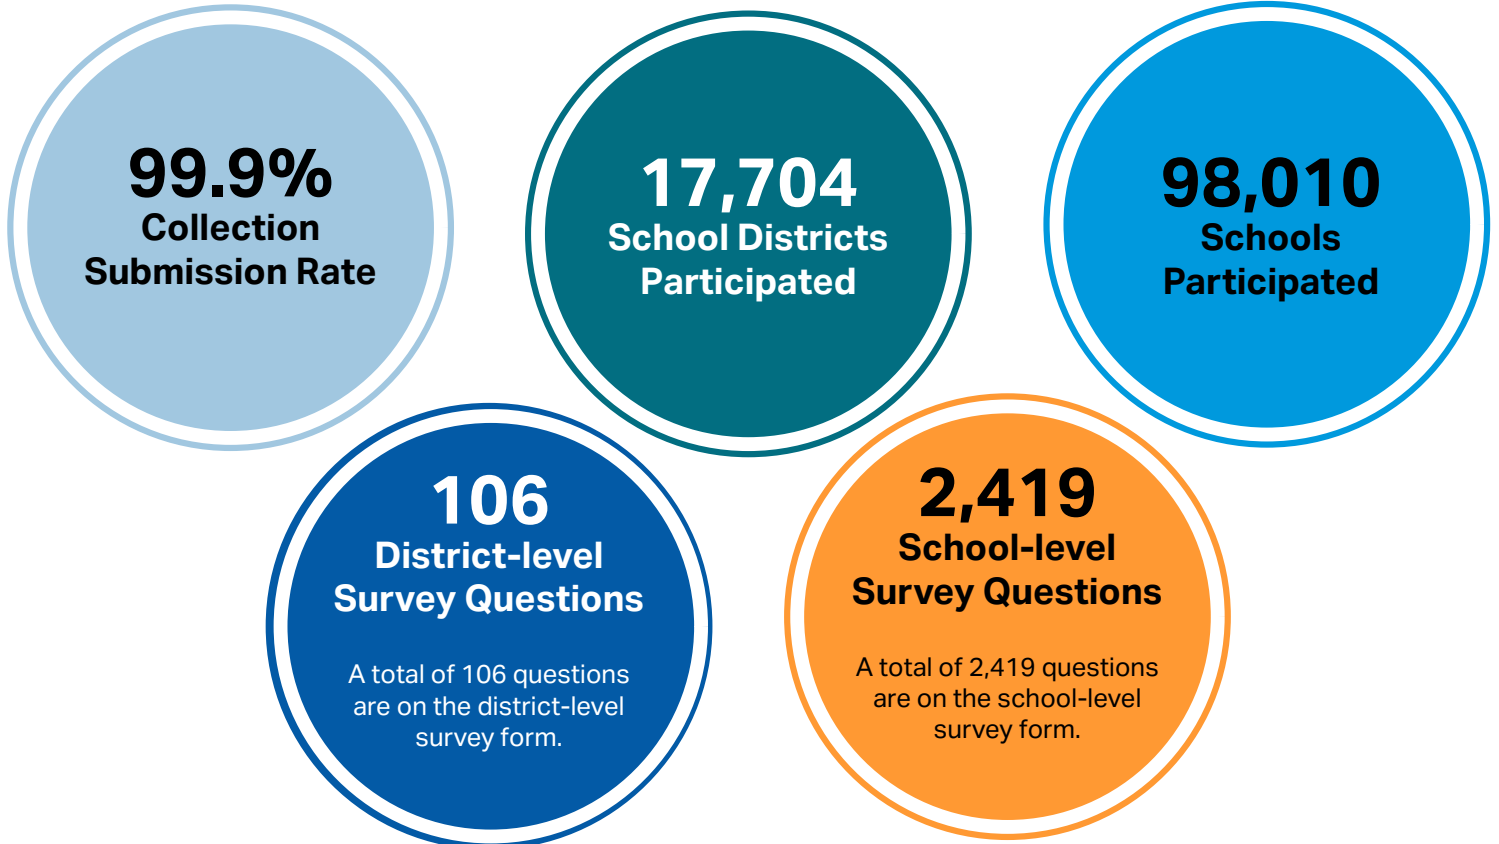 99.9%
Collection
Submission Rate
17,704
School Districts
Participated
98,010
Schools
Participated
106
District-level
Survey Questions
A total of 106 questions
are on the district-level
survey form.
2,419
School-level
Survey Questions
A total of 2,419 questions
are on the school-level
survey form.